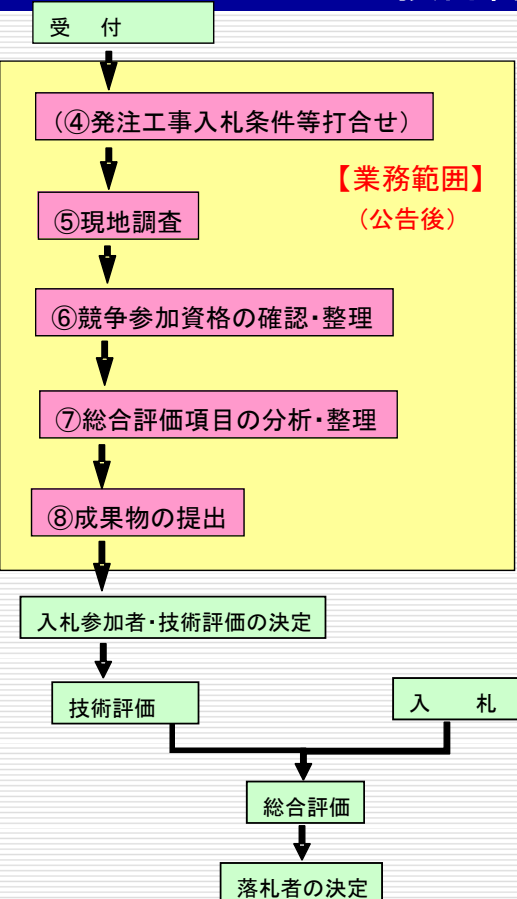 受 付
（④発注工事入札条件等打合せ）
【業務範囲】
（公告後）
⑤現地調査
⑥競争参加資格の確認・整理
⑦総合評価項目の分析・整理
⑧成果物の提出
入札参加者・技術評価の決定
技術評価
入 札
総合評価
落札者の決定